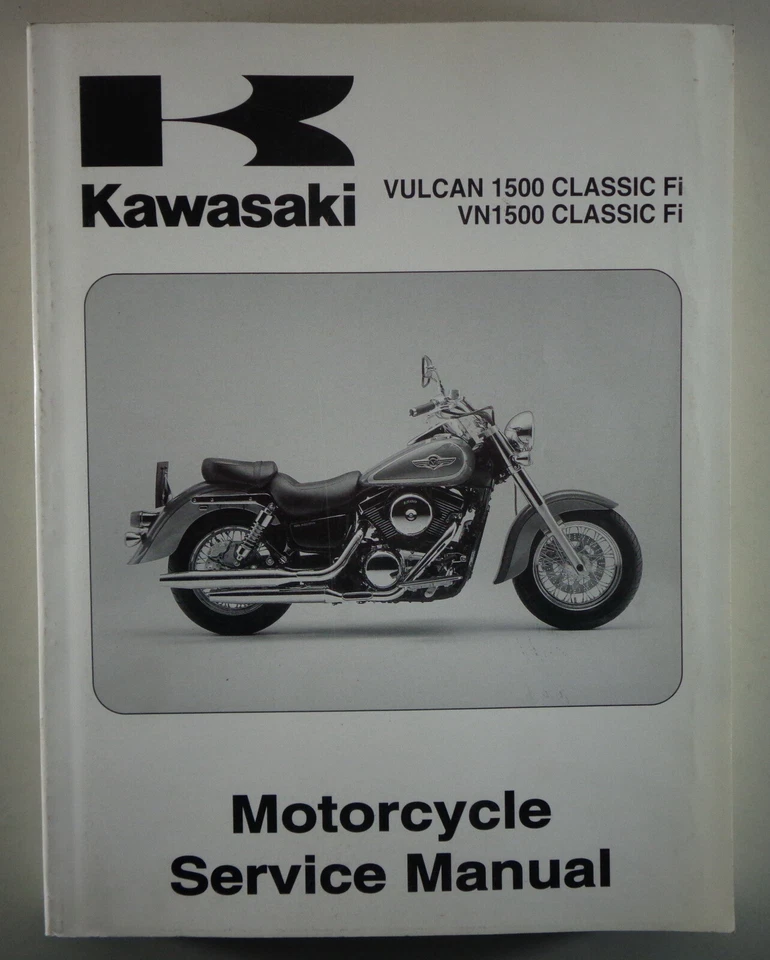 Kawasaki
VULCAN 1500 CLASSIC Fi
VN1500 CLASSIC Fi
Motorcycle
Service Manual